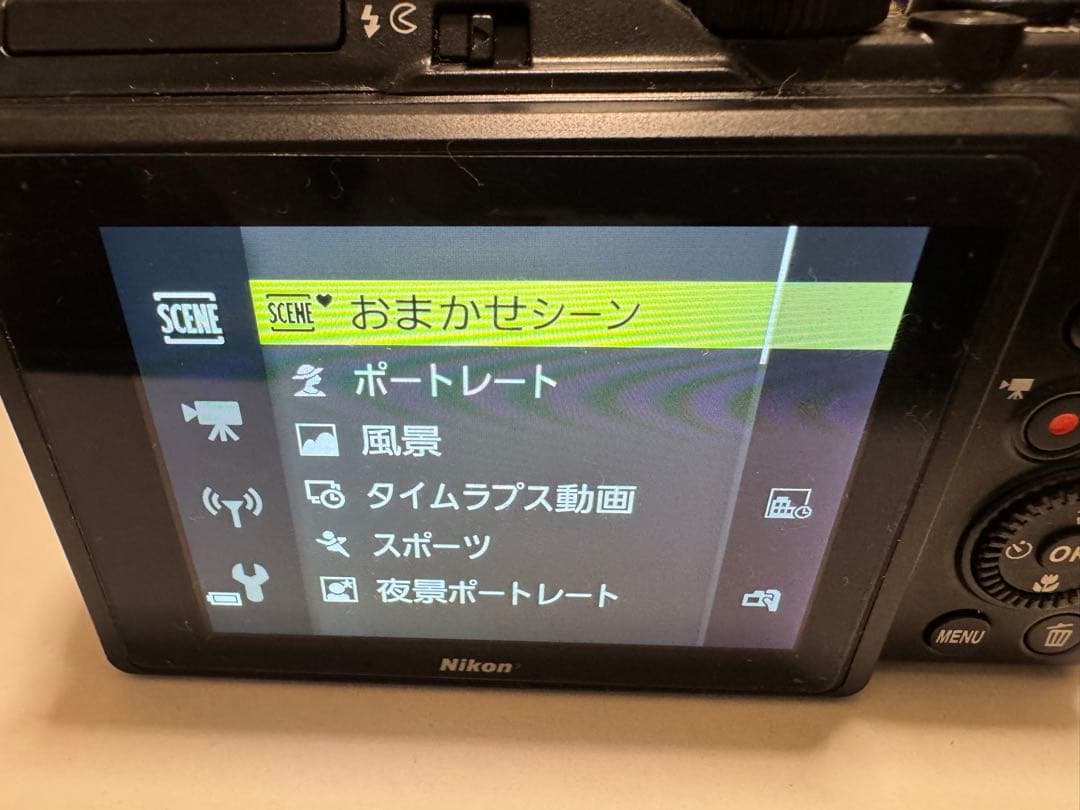 SCENE
SCENE おまかせシーン
ポートレート
風景
タイムラプス動画
スポーツ
夜景ポートレート
Nikon
OK
MENU